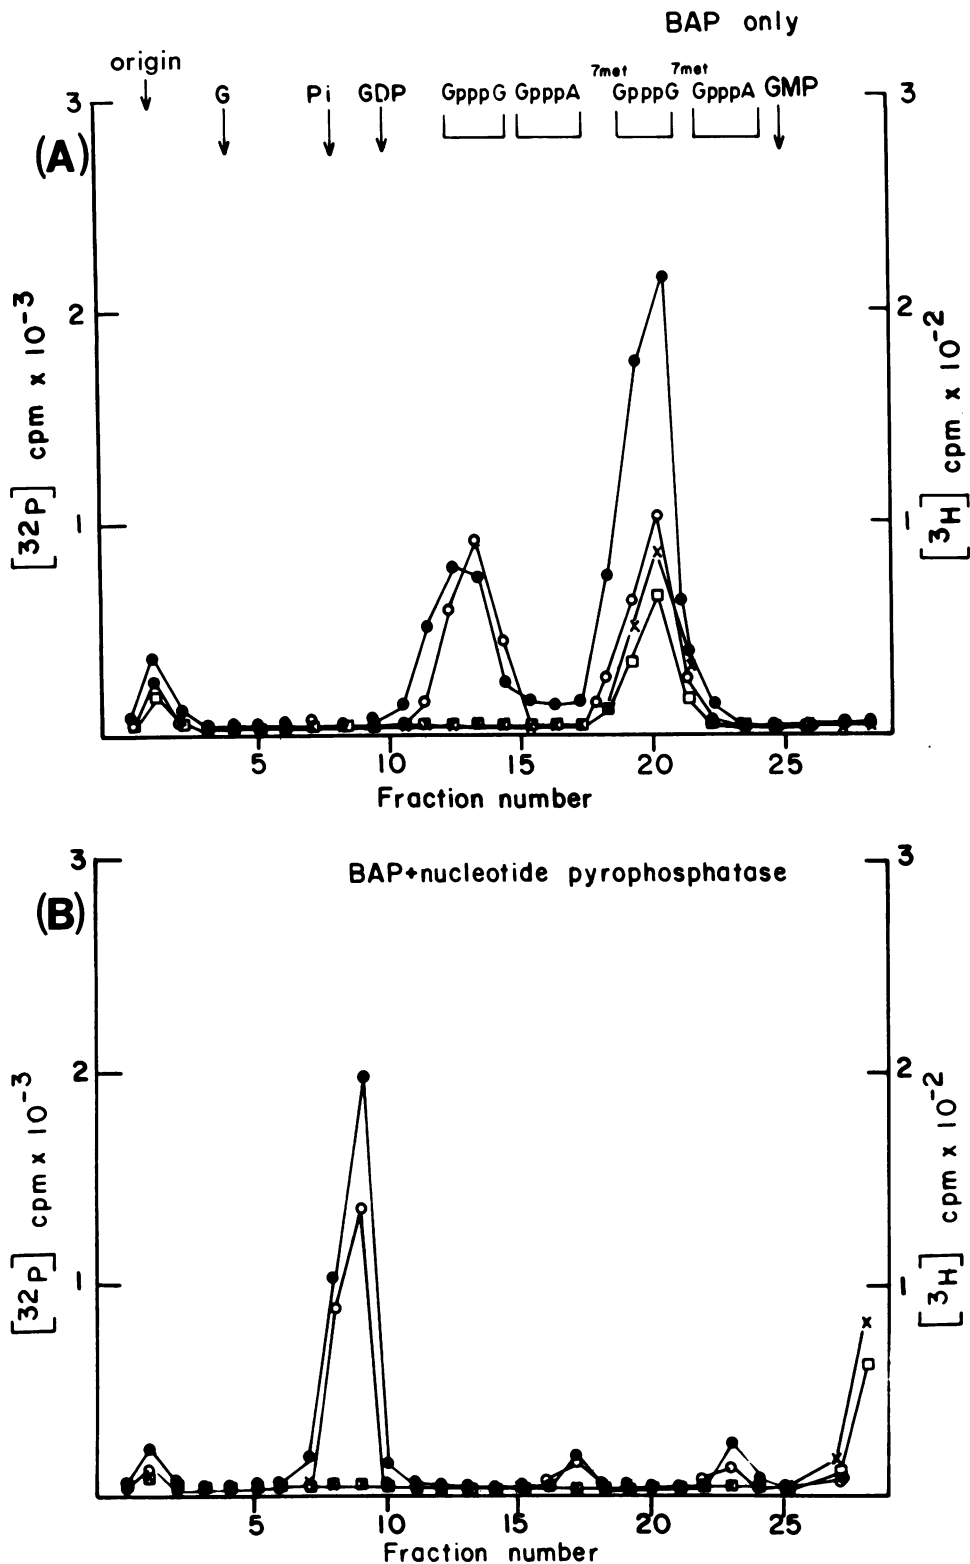 BAP only
origin
G
Pi
GDP
GpppG
GpppA
7met
GpppG
7met
GpppA
GMP
(A)
3
2
1
3
2
1
[32P] cpm x 10-3
[3H] cpm x 10-2
5
10
15
20
25
Fraction number
(B)
BAP+nucleotide pyrophosphatase
3
2
1
3
2
1
[32P] cpm x 10-3
[3H] cpm x 10-2
5
10
15
20
25
Fraction number